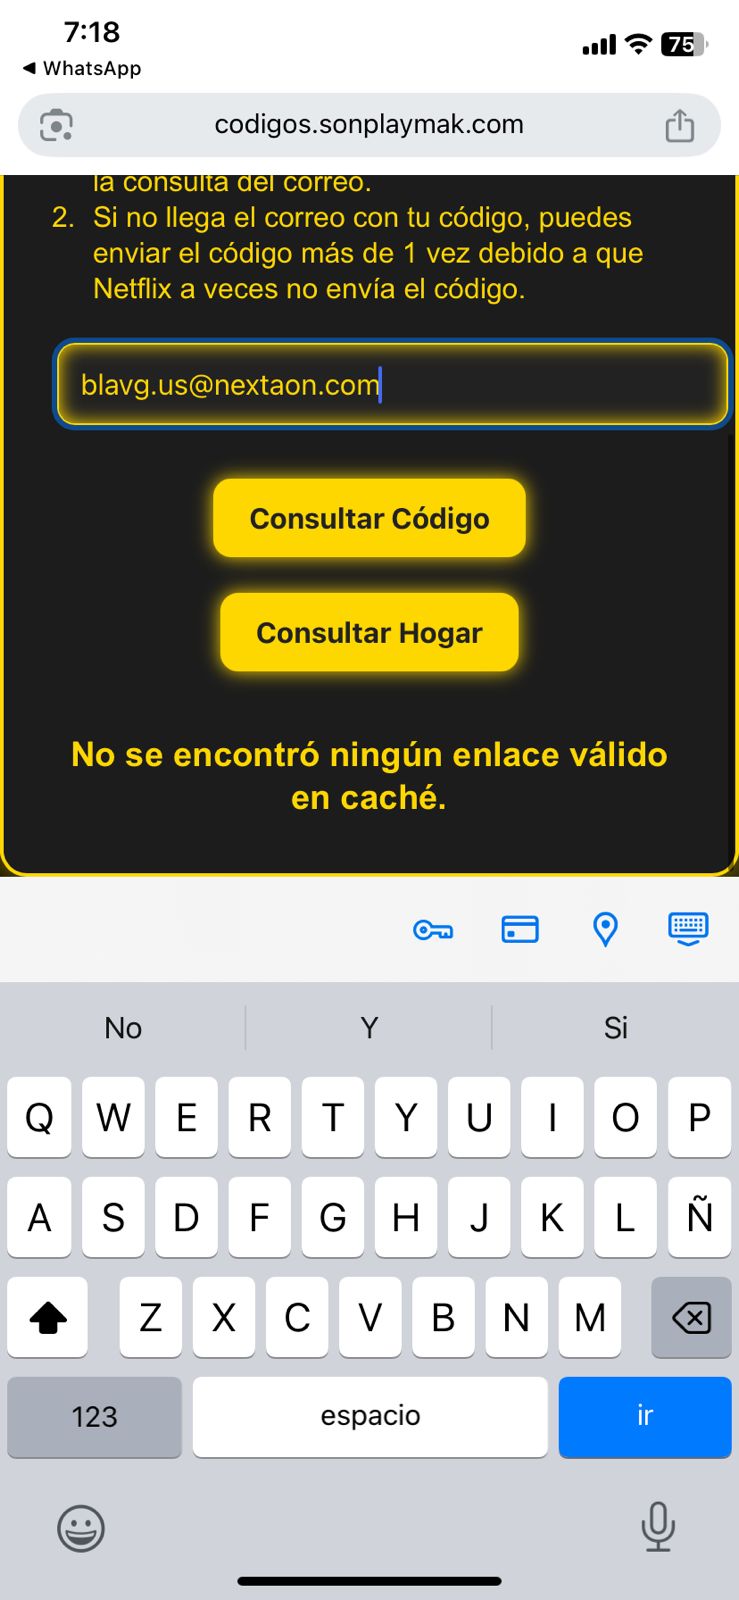 7:18
75
◀ WhatsApp
codigos.sonplaymak.com
la consulta del correo.
2. Si no llega el correo con tu código, puedes
enviar el código más de 1 vez debido a que
Netflix a veces no envía el código.
blavg.us@nextaon.com
Consultar Código
Consultar Hogar
No se encontró ningún enlace válido
en caché.
No Y Si
Q W E R T Y U I O P
A S D F G H J K L Ñ
Z X C V B N M
123 espacio ir